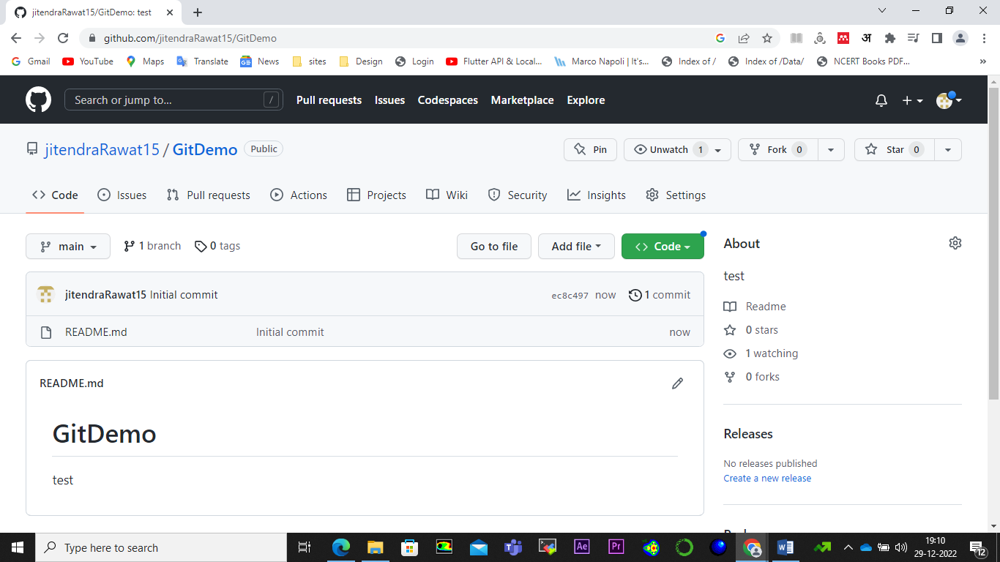 jitendraRawat15/GitDemo: test
github.com/jitendraRawat15/GitDemo
अ
Gmail YouTube Maps Translate News sites Design Login Flutter API & Local... Marco Napoli | It's... Index of / Index of /Data/ NCERT Books PDF... »
Search or jump to... / Pull requests Issues Codespaces Marketplace Explore
jitendraRawat15 / GitDemo Public Pin Unwatch 1 Fork 0 Star 0
Code Issues Pull requests Actions Projects Wiki Security Insights Settings
main 1 branch 0 tags Go to file Add file Code About
test
jitendraRawat15 Initial commit ec8c497 now 1 commit
Readme
README.md Initial commit now
0 stars
1 watching
0 forks
README.md
GitDemo
test
Releases
No releases published
Create a new release
Type here to search
Ae Pr
19:10
29-12-2022
12